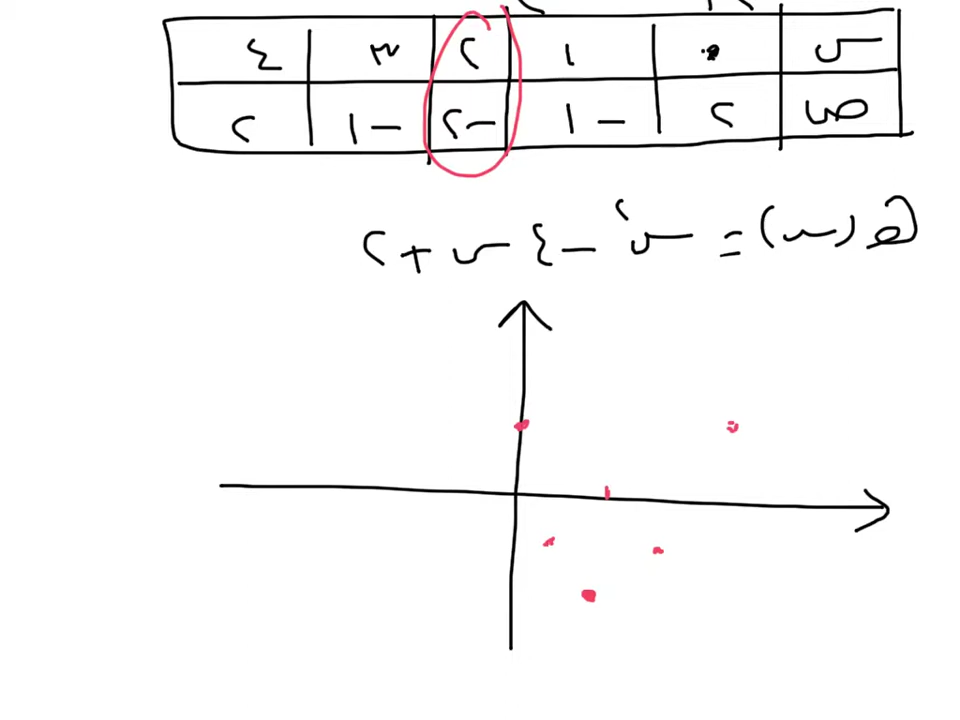 س ٠ ١ ٢ ٣ ٤
ص ٢ -١ -٢ -١ ٢
د(س) = س٢ - ٤س + ٢